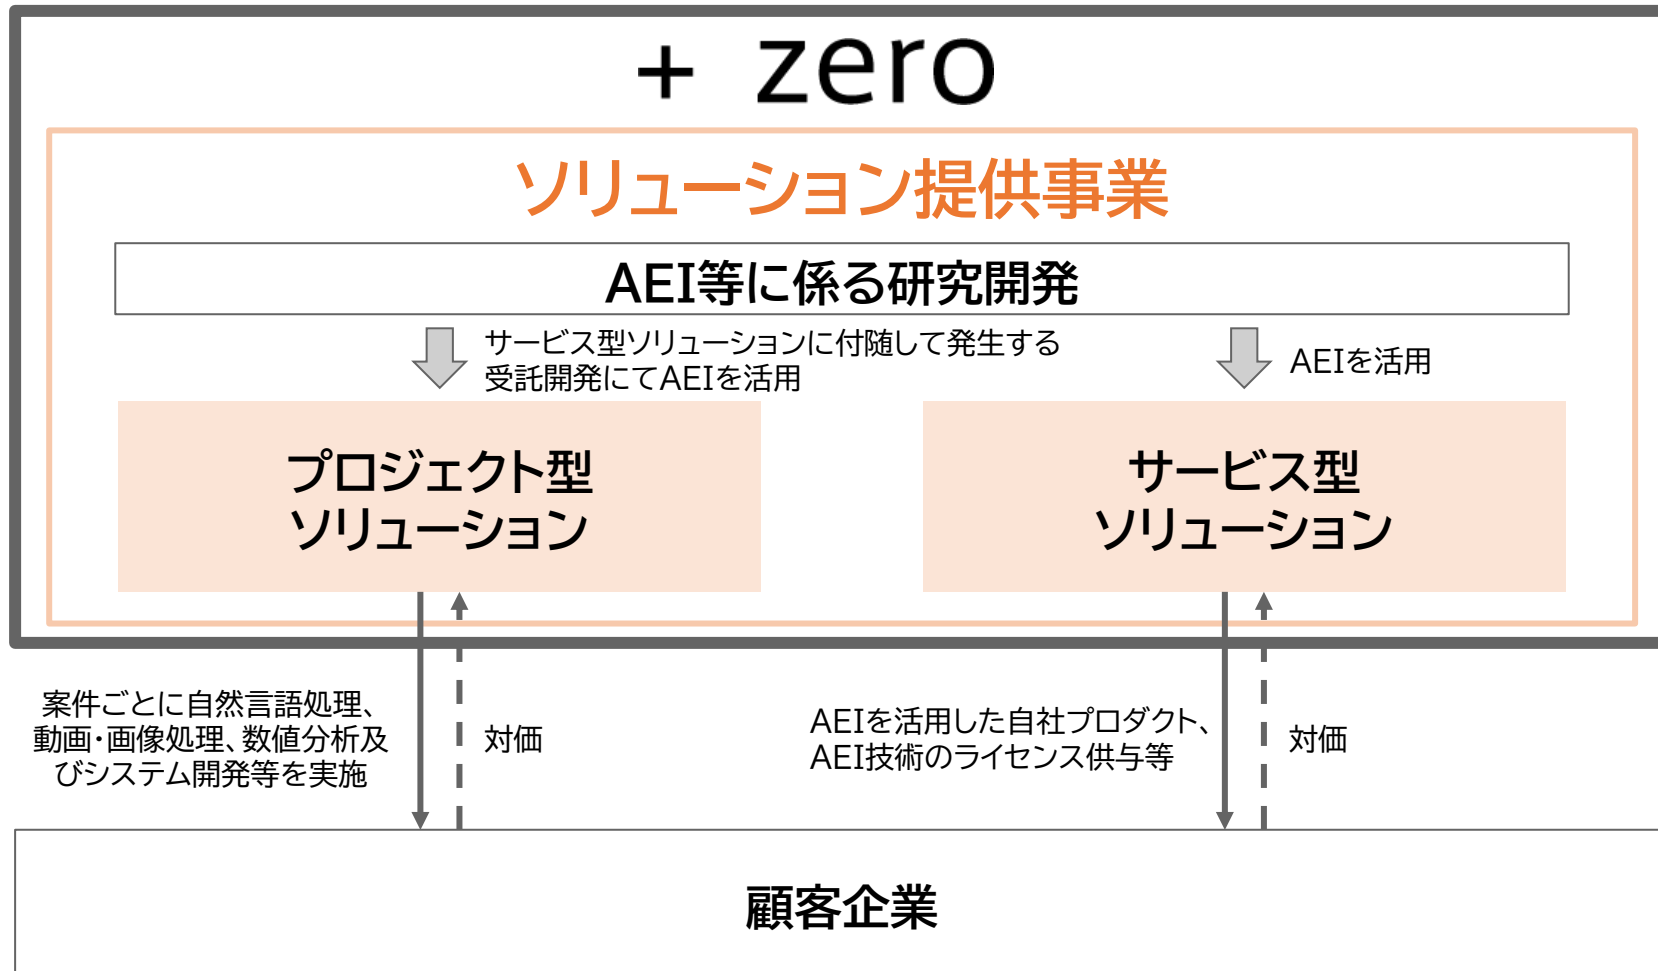 + zero
ソリューション提供事業
AEI等に係る研究開発
サービス型ソリューションに付随して発生する
受託開発にてAEIを活用
AEIを活用
プロジェクト型
ソリューション
サービス型
ソリューション
案件ごとに自然言語処理、
動画・画像処理、数値分析及
びシステム開発等を実施
対価
AEIを活用した自社プロダクト、
AEI技術のライセンス供与等
対価
顧客企業